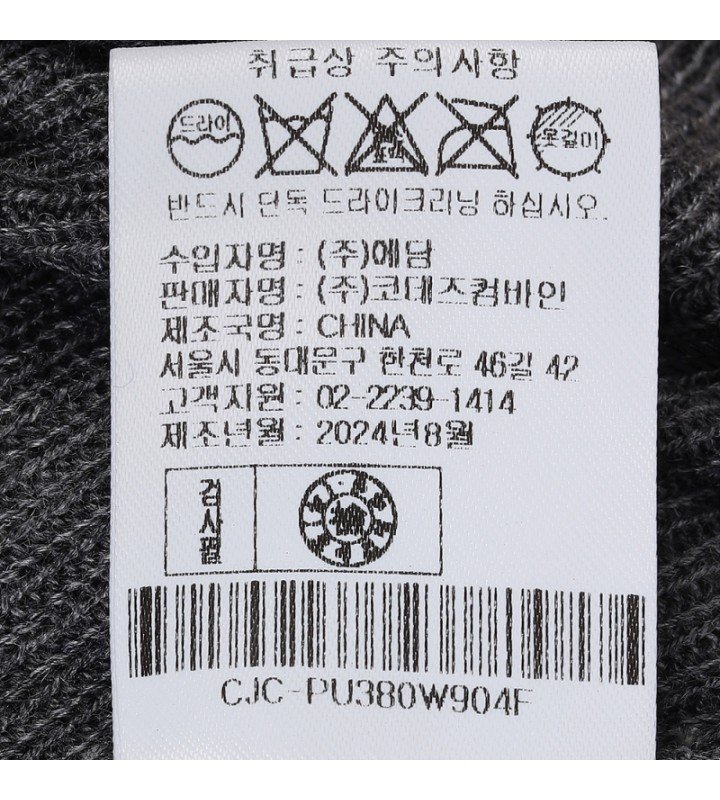 취급상 주의사항
드라이
옷걸이
반드시 단독 드라이크리닝 하십시오.
수입자명 : (주)에담
판매자명 : (주)코데즈컴바인
제조국명 : CHINA
서울시 동대문구 한천로 46길 42
고객지원 : 02-2239-1414
제조년월 : 2024년8월
검사필
CJC-PU380W904F